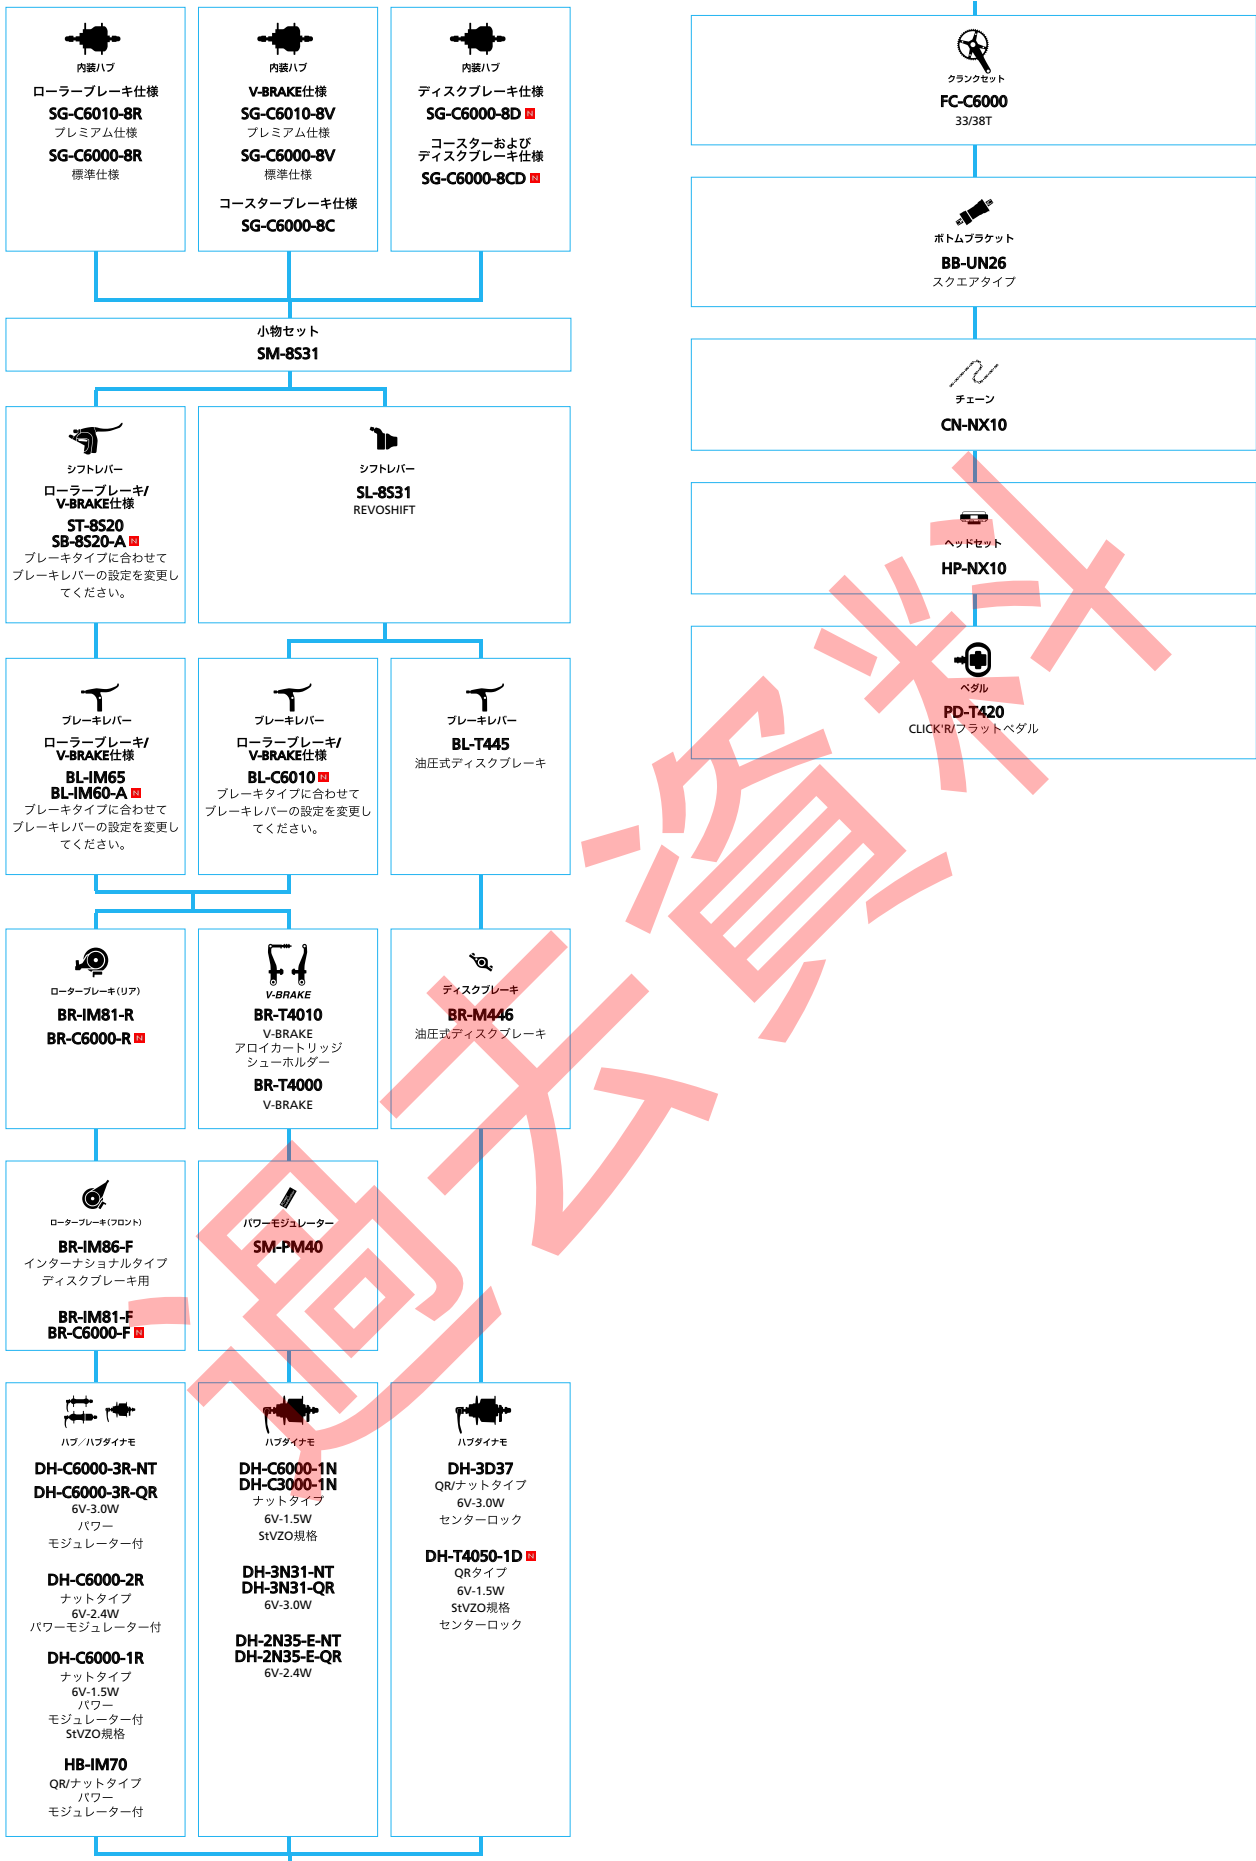 内装ハブ
ローラーブレーキ仕様
SG-C6010-8R
プレミアム仕様
SG-C6000-8R
標準仕様
内装ハブ
V-BRAKE仕様
SG-C6010-8V
プレミアム仕様
SG-C6000-8V
標準仕様
コースターブレーキ仕様
SG-C6000-8C
内装ハブ
ディスクブレーキ仕様
SG-C6000-8D N
コースターおよび
ディスクブレーキ仕様
SG-C6000-8CD N
小物セット
SM-8S31
シフトレバー
ローラーブレーキ/
V-BRAKE仕様
ST-8S20
SB-8S20-A N
ブレーキタイプに合わせて
ブレーキレバーの設定を変更し
てください。
シフトレバー
SL-8S31
REVOSHIFT
ブレーキレバー
ローラーブレーキ/
V-BRAKE仕様
BL-IM65
BL-IM60-A N
ブレーキタイプに合わせて
ブレーキレバーの設定を変更し
てください。
ブレーキレバー
ローラーブレーキ/
V-BRAKE仕様
BL-C6010 N
ブレーキタイプに合わせて
ブレーキレバーの設定を変更し
てください。
ブレーキレバー
BL-T445
油圧式ディスクブレーキ
ローターブレーキ(リア)
BR-IM81-R
BR-C6000-R N
V-BRAKE
BR-T4010
V-BRAKE
アロイカートリッジ
シューホルダー
BR-T4000
V-BRAKE
ディスクブレーキ
BR-M446
油圧式ディスクブレーキ
ローターブレーキ(フロント)
BR-IM86-F
インターナショナルタイプ
ディスクブレーキ用
BR-IM81-F
BR-C6000-F N
パワーモジュレーター
SM-PM40
ハブ/ハブダイナモ
DH-C6000-3R-NT
DH-C6000-3R-QR
6V-3.0W
パワー
モジュレーター付
DH-C6000-2R
ナットタイプ
6V-2.4W
パワーモジュレーター付
DH-C6000-1R
ナットタイプ
6V-1.5W
パワー
モジュレーター付
StVZO規格
HB-IM70
QR/ナットタイプ
パワー
モジュレーター付
ハブダイナモ
DH-C6000-1N
DH-C3000-1N
ナットタイプ
6V-1.5W
StVZO規格
DH-3N31-NT
DH-3N31-QR
6V-3.0W
DH-2N35-E-NT
DH-2N35-E-QR
6V-2.4W
ハブダイナモ
DH-3D37
QR/ナットタイプ
6V-3.0W
センターロック
DH-T4050-1D N
QRタイプ
6V-1.5W
StVZO規格
センターロック
クランクセット
FC-C6000
33/38T
ボトムブラケット
BB-UN26
スクエアタイプ
チェーン
CN-NX10
ヘッドセット
HP-NX10
ペダル
PD-T420
CLICK'R/フラットペダル
過去資料